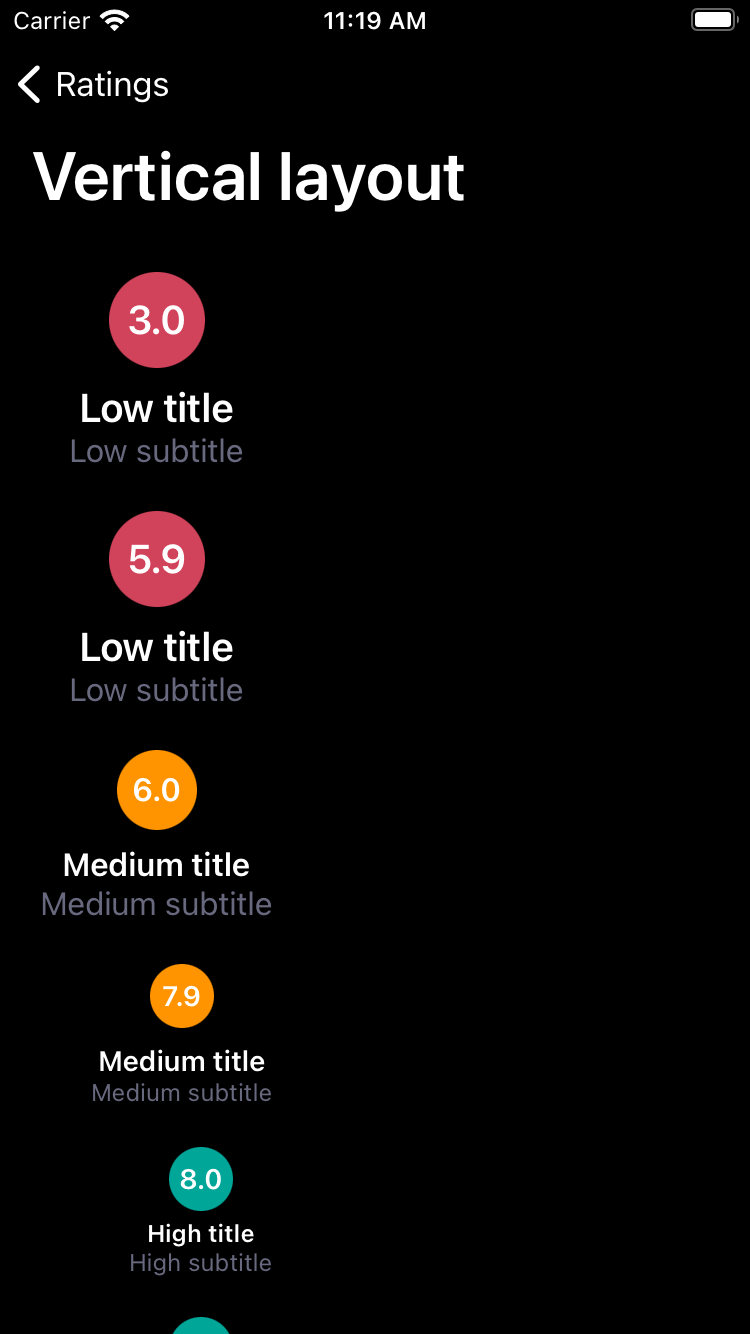 Carrier 11:19 AM
Ratings
Vertical layout
3.0
Low title
Low subtitle
5.9
Low title
Low subtitle
6.0
Medium title
Medium subtitle
7.9
Medium title
Medium subtitle
8.0
High title
High subtitle